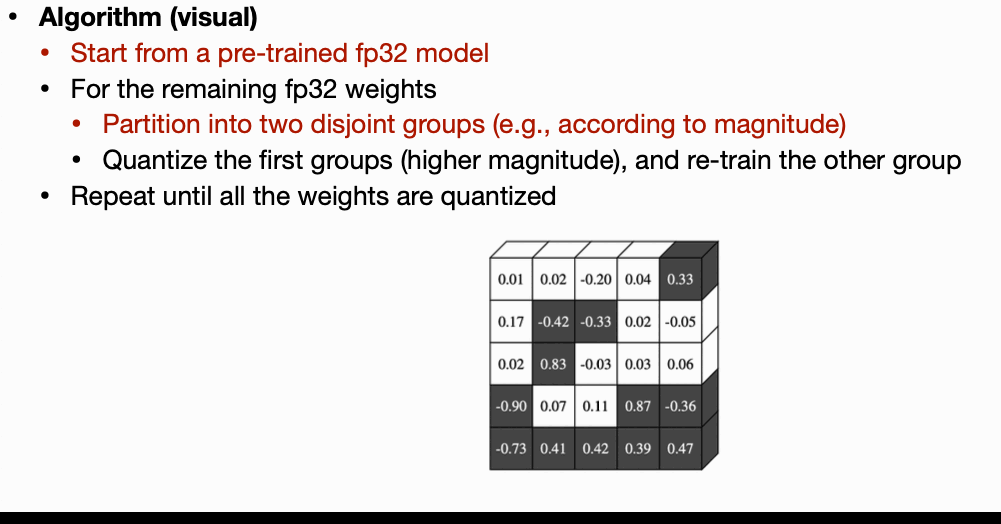 • Algorithm (visual)
• Start from a pre-trained fp32 model
• For the remaining fp32 weights
• Partition into two disjoint groups (e.g., according to magnitude)
• Quantize the first groups (higher magnitude), and re-train the other group
• Repeat until all the weights are quantized
0.01 0.02 -0.20 0.04 0.33
0.17 -0.42 -0.33 0.02 -0.05
0.02 0.83 -0.03 0.03 0.06
-0.90 0.07 0.11 0.87 -0.36
-0.73 0.41 0.42 0.39 0.47